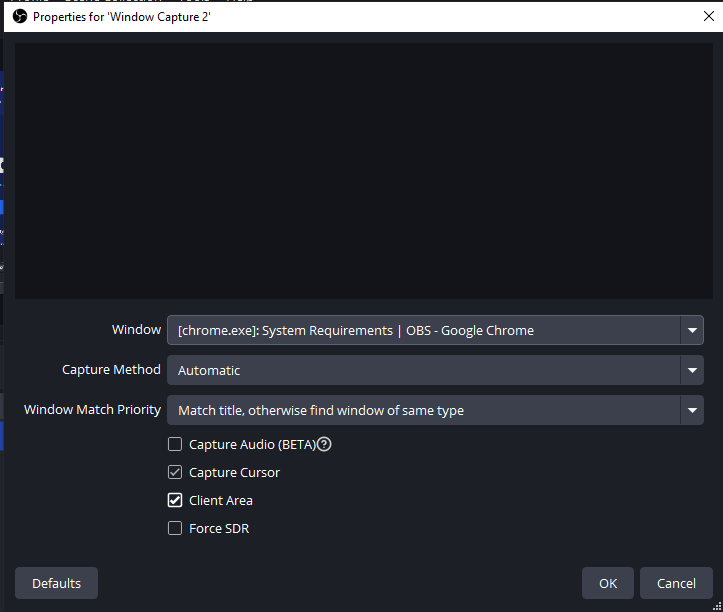 Properties for 'Window Capture 2'
Window
[chrome.exe]: System Requirements | OBS - Google Chrome
Capture Method
Automatic
Window Match Priority
Match title, otherwise find window of same type
Capture Audio (BETA)
Capture Cursor
Client Area
Force SDR
Defaults
OK
Cancel